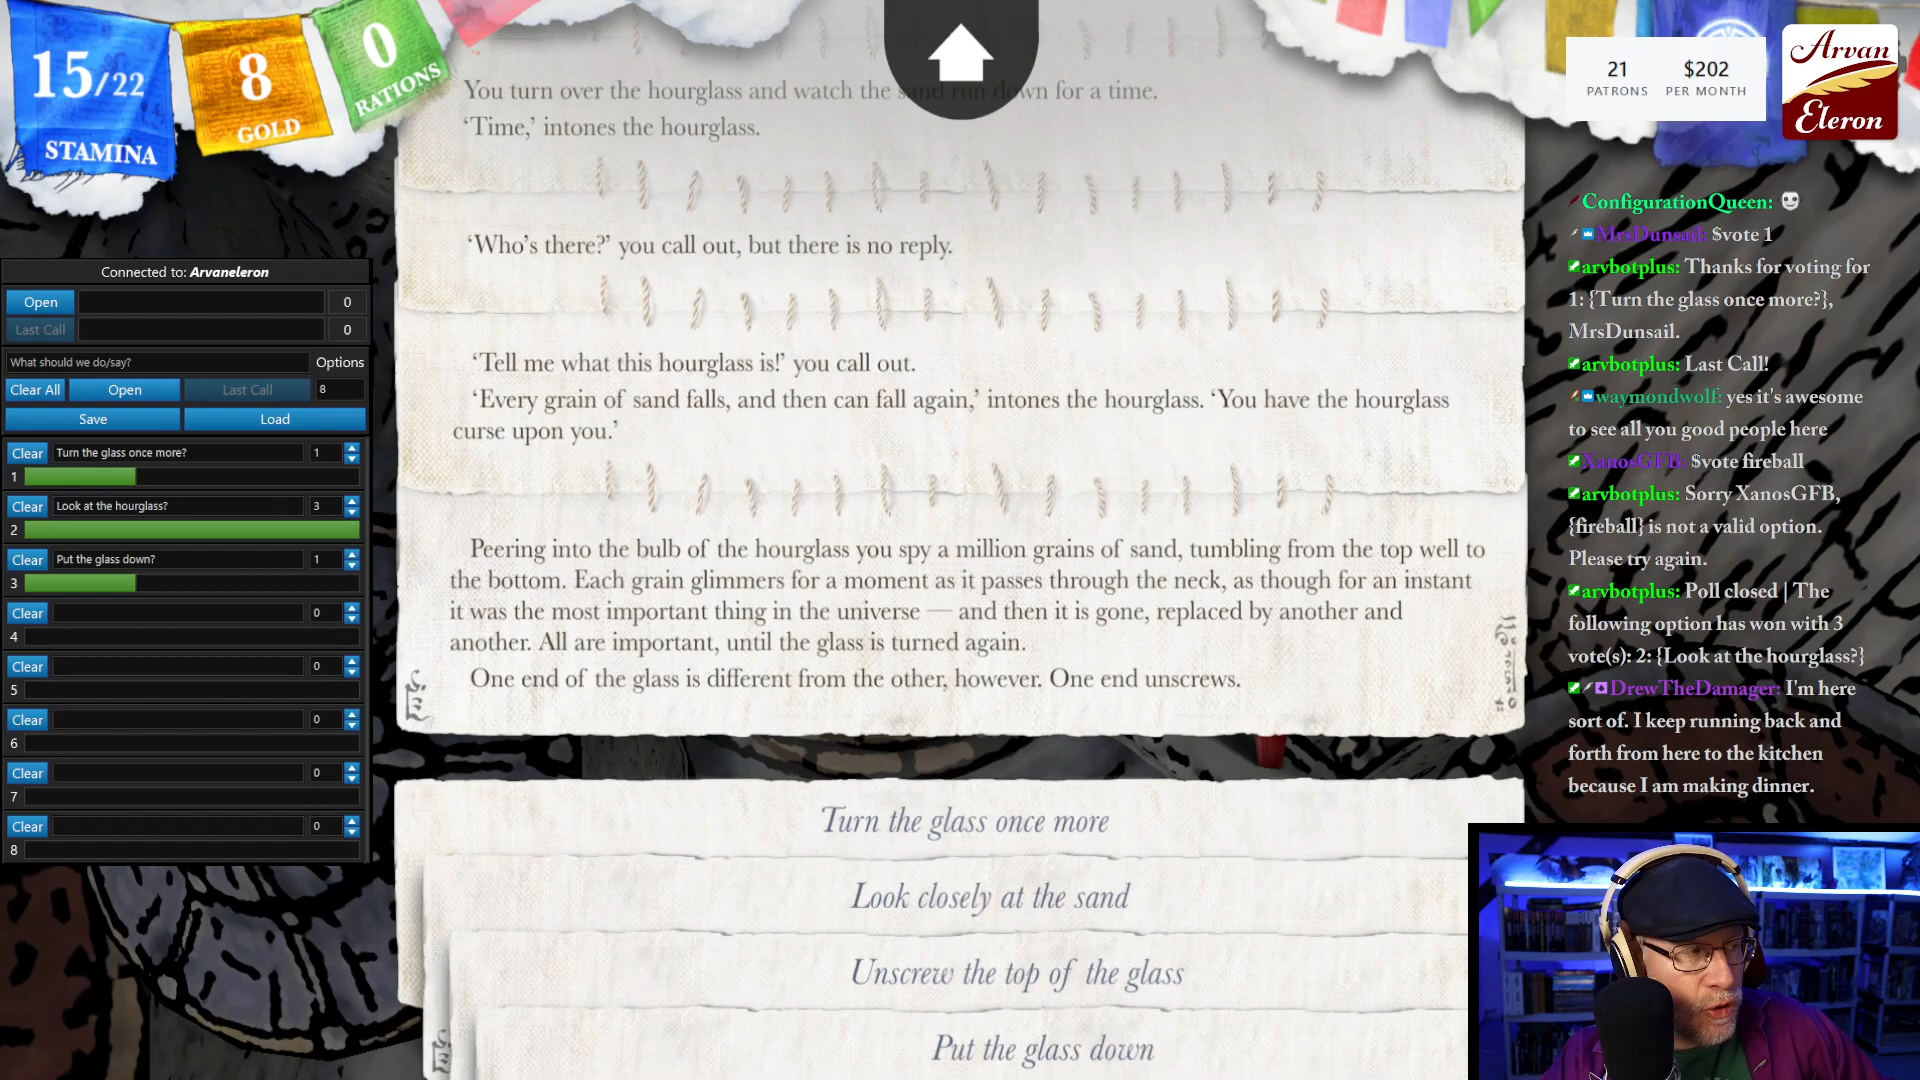 15/22
STAMINA
8
GOLD
0
RATIONS
You turn over the hourglass and watch the sand run down for a time.
‘Time,’ intones the hourglass.
‘Who’s there?’ you call out, but there is no reply.
‘Tell me what this hourglass is!’ you call out.
‘Every grain of sand falls, and then can fall again,’ intones the hourglass. ‘You have the hourglass
curse upon you.’
Peering into the bulb of the hourglass you spy a million grains of sand, tumbling from the top well to
the bottom. Each grain glimmers for a moment as it passes through the neck, as though for an instant
it was the most important thing in the universe — and then it is gone, replaced by another and
another. All are important, until the glass is turned again.
One end of the glass is different from the other, however. One end unscrews.
Turn the glass once more
Look closely at the sand
Unscrew the top of the glass
Put the glass down
Connected to: Arvaneleron
Open 0
Last Call 0
What should we do/say? Options
Clear All Open Last Call 8
Save Load
Clear Turn the glass once more? 1
1
Clear Look at the hourglass? 3
2
Clear Put the glass down? 1
3
Clear 0
4
Clear 0
5
Clear 0
6
Clear 0
7
Clear 0
8
21 $202
PATRONS PER MONTH
Arvan
Eleron
ConfigurationQueen:
MrsDunsail: $vote 1
arvbotplus: Thanks for voting for
1: {Turn the glass once more?},
MrsDunsail.
arvbotplus: Last Call!
waymondwolf: yes it's awesome
to see all you good people here
XanosGFB: $vote fireball
arvbotplus: Sorry XanosGFB,
{fireball} is not a valid option.
Please try again.
arvbotplus: Poll closed | The
following option has won with 3
vote(s): 2: {Look at the hourglass?}
DrewTheDamager: I'm here
sort of. I keep running back and
forth from here to the kitchen
because I am making dinner.